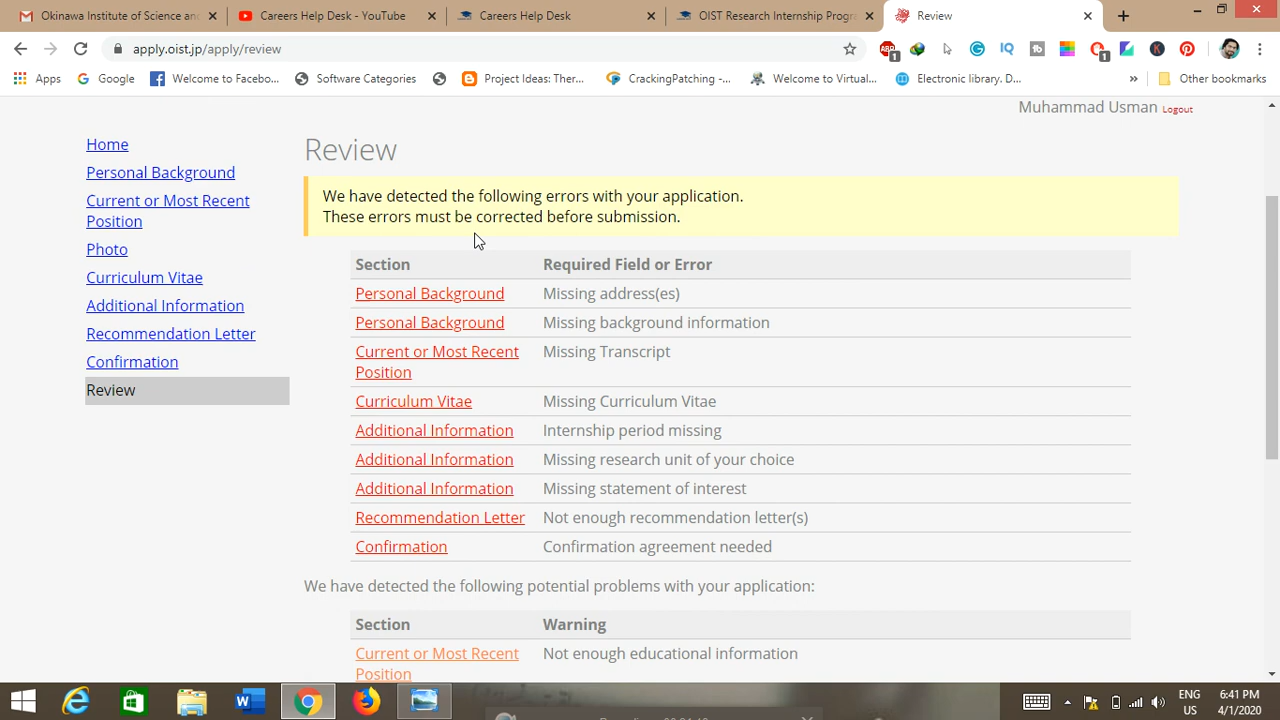 Okinawa Institute of Science and
Careers Help Desk - YouTube
Careers Help Desk
OIST Research Internship Progr
Review
apply.oist.jp/apply/review
Apps
Google
Welcome to Facebo...
Software Categories
Project Ideas: Ther...
CrackingPatching -...
Welcome to Virtual...
Electronic library. D...
Other bookmarks
Muhammad Usman Logout
Home
Personal Background
Current or Most Recent
Position
Photo
Curriculum Vitae
Additional Information
Recommendation Letter
Confirmation
Review
Review
We have detected the following errors with your application.
These errors must be corrected before submission.
Section Required Field or Error
Personal Background Missing address(es)
Personal Background Missing background information
Current or Most Recent Missing Transcript
Position
Curriculum Vitae Missing Curriculum Vitae
Additional Information Internship period missing
Additional Information Missing research unit of your choice
Additional Information Missing statement of interest
Recommendation Letter Not enough recommendation letter(s)
Confirmation Confirmation agreement needed
We have detected the following potential problems with your application:
Section Warning
Current or Most Recent Not enough educational information
Position
ENG
US
6:41 PM
4/1/2020